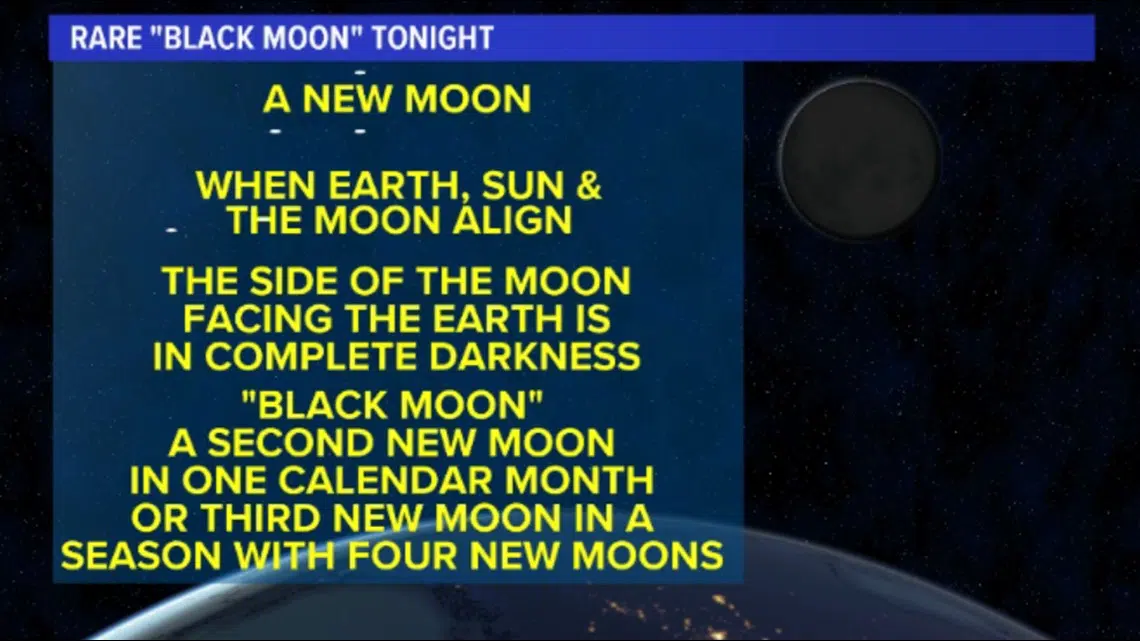 RARE "BLACK MOON" TONIGHT
A NEW MOON
WHEN EARTH, SUN &
THE MOON ALIGN
THE SIDE OF THE MOON
FACING THE EARTH IS
IN COMPLETE DARKNESS
"BLACK MOON"
A SECOND NEW MOON
IN ONE CALENDAR MONTH
OR THIRD NEW MOON IN A
SEASON WITH FOUR NEW MOONS